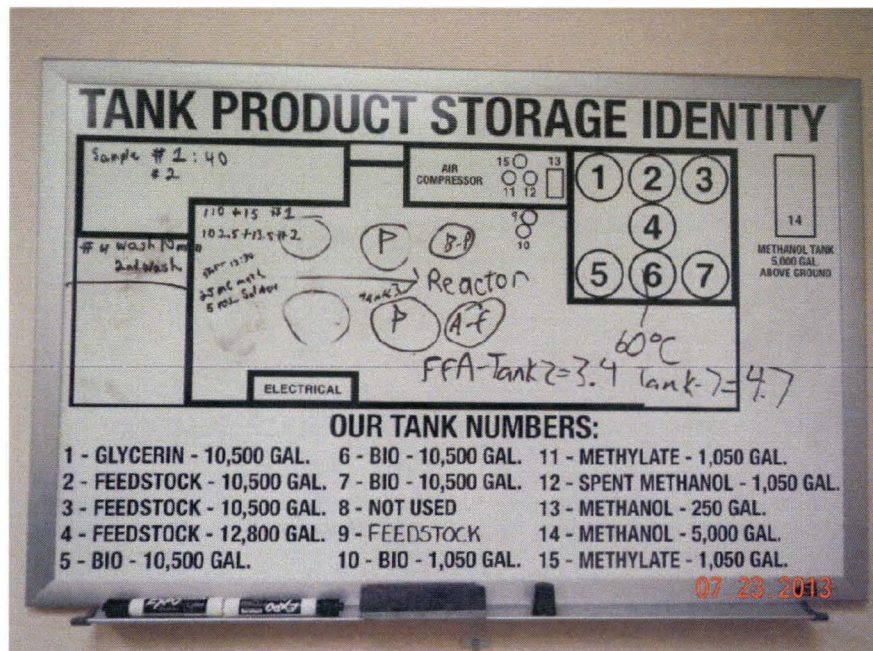 TANK PRODUCT STORAGE IDENTITY
Sample #1:40
#2
AIR
COMPRESSOR
15
13
11 12
9
10
1 2 3
4
5 6 7
14
METHANOL TANK
5,000 GAL.
ABOVE GROUND
110 + 15 #1
102.5 + 13.5 #2
#4 Wash
2nd Wash
P
B-P
Reactor
P
A-F
60°C
FFA-Tank 2=3.4 Tank-7=4.7
ELECTRICAL
OUR TANK NUMBERS:
1 - GLYCERIN - 10,500 GAL.
2 - FEEDSTOCK - 10,500 GAL.
3 - FEEDSTOCK - 10,500 GAL.
4 - FEEDSTOCK - 12,800 GAL.
5 - BIO - 10,500 GAL.
6 - BIO - 10,500 GAL.
7 - BIO - 10,500 GAL.
8 - NOT USED
9 - FEEDSTOCK
10 - BIO - 1,050 GAL.
11 - METHYLATE - 1,050 GAL.
12 - SPENT METHANOL - 1,050 GAL.
13 - METHANOL - 250 GAL.
14 - METHANOL - 5,000 GAL.
15 - METHYLATE - 1,050 GAL.
07 23 2013
EXPO
EXPO